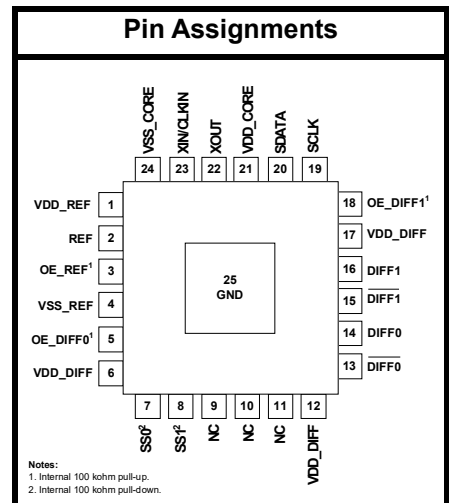 Pin Assignments
VSS_CORE
XIN/CLKIN
XOUT
VDD_CORE
SDATA
SCLK
24
23
22
21
20
19
VDD_REF 1
REF 2
OE_REF¹ 3
VSS_REF 4
OE_DIFF0¹ 5
VDD_DIFF 6
25
GND
18 OE_DIFF1¹
17 VDD_DIFF
16 DIFF1
15 D̅I̅F̅F̅1̅
14 DIFF0
13 D̅I̅F̅F̅0̅
7
8
9
10
11
12
SS0²
SS1²
NC
NC
NC
VDD_DIFF
Notes:
1. Internal 100 kohm pull-up.
2. Internal 100 kohm pull-down.